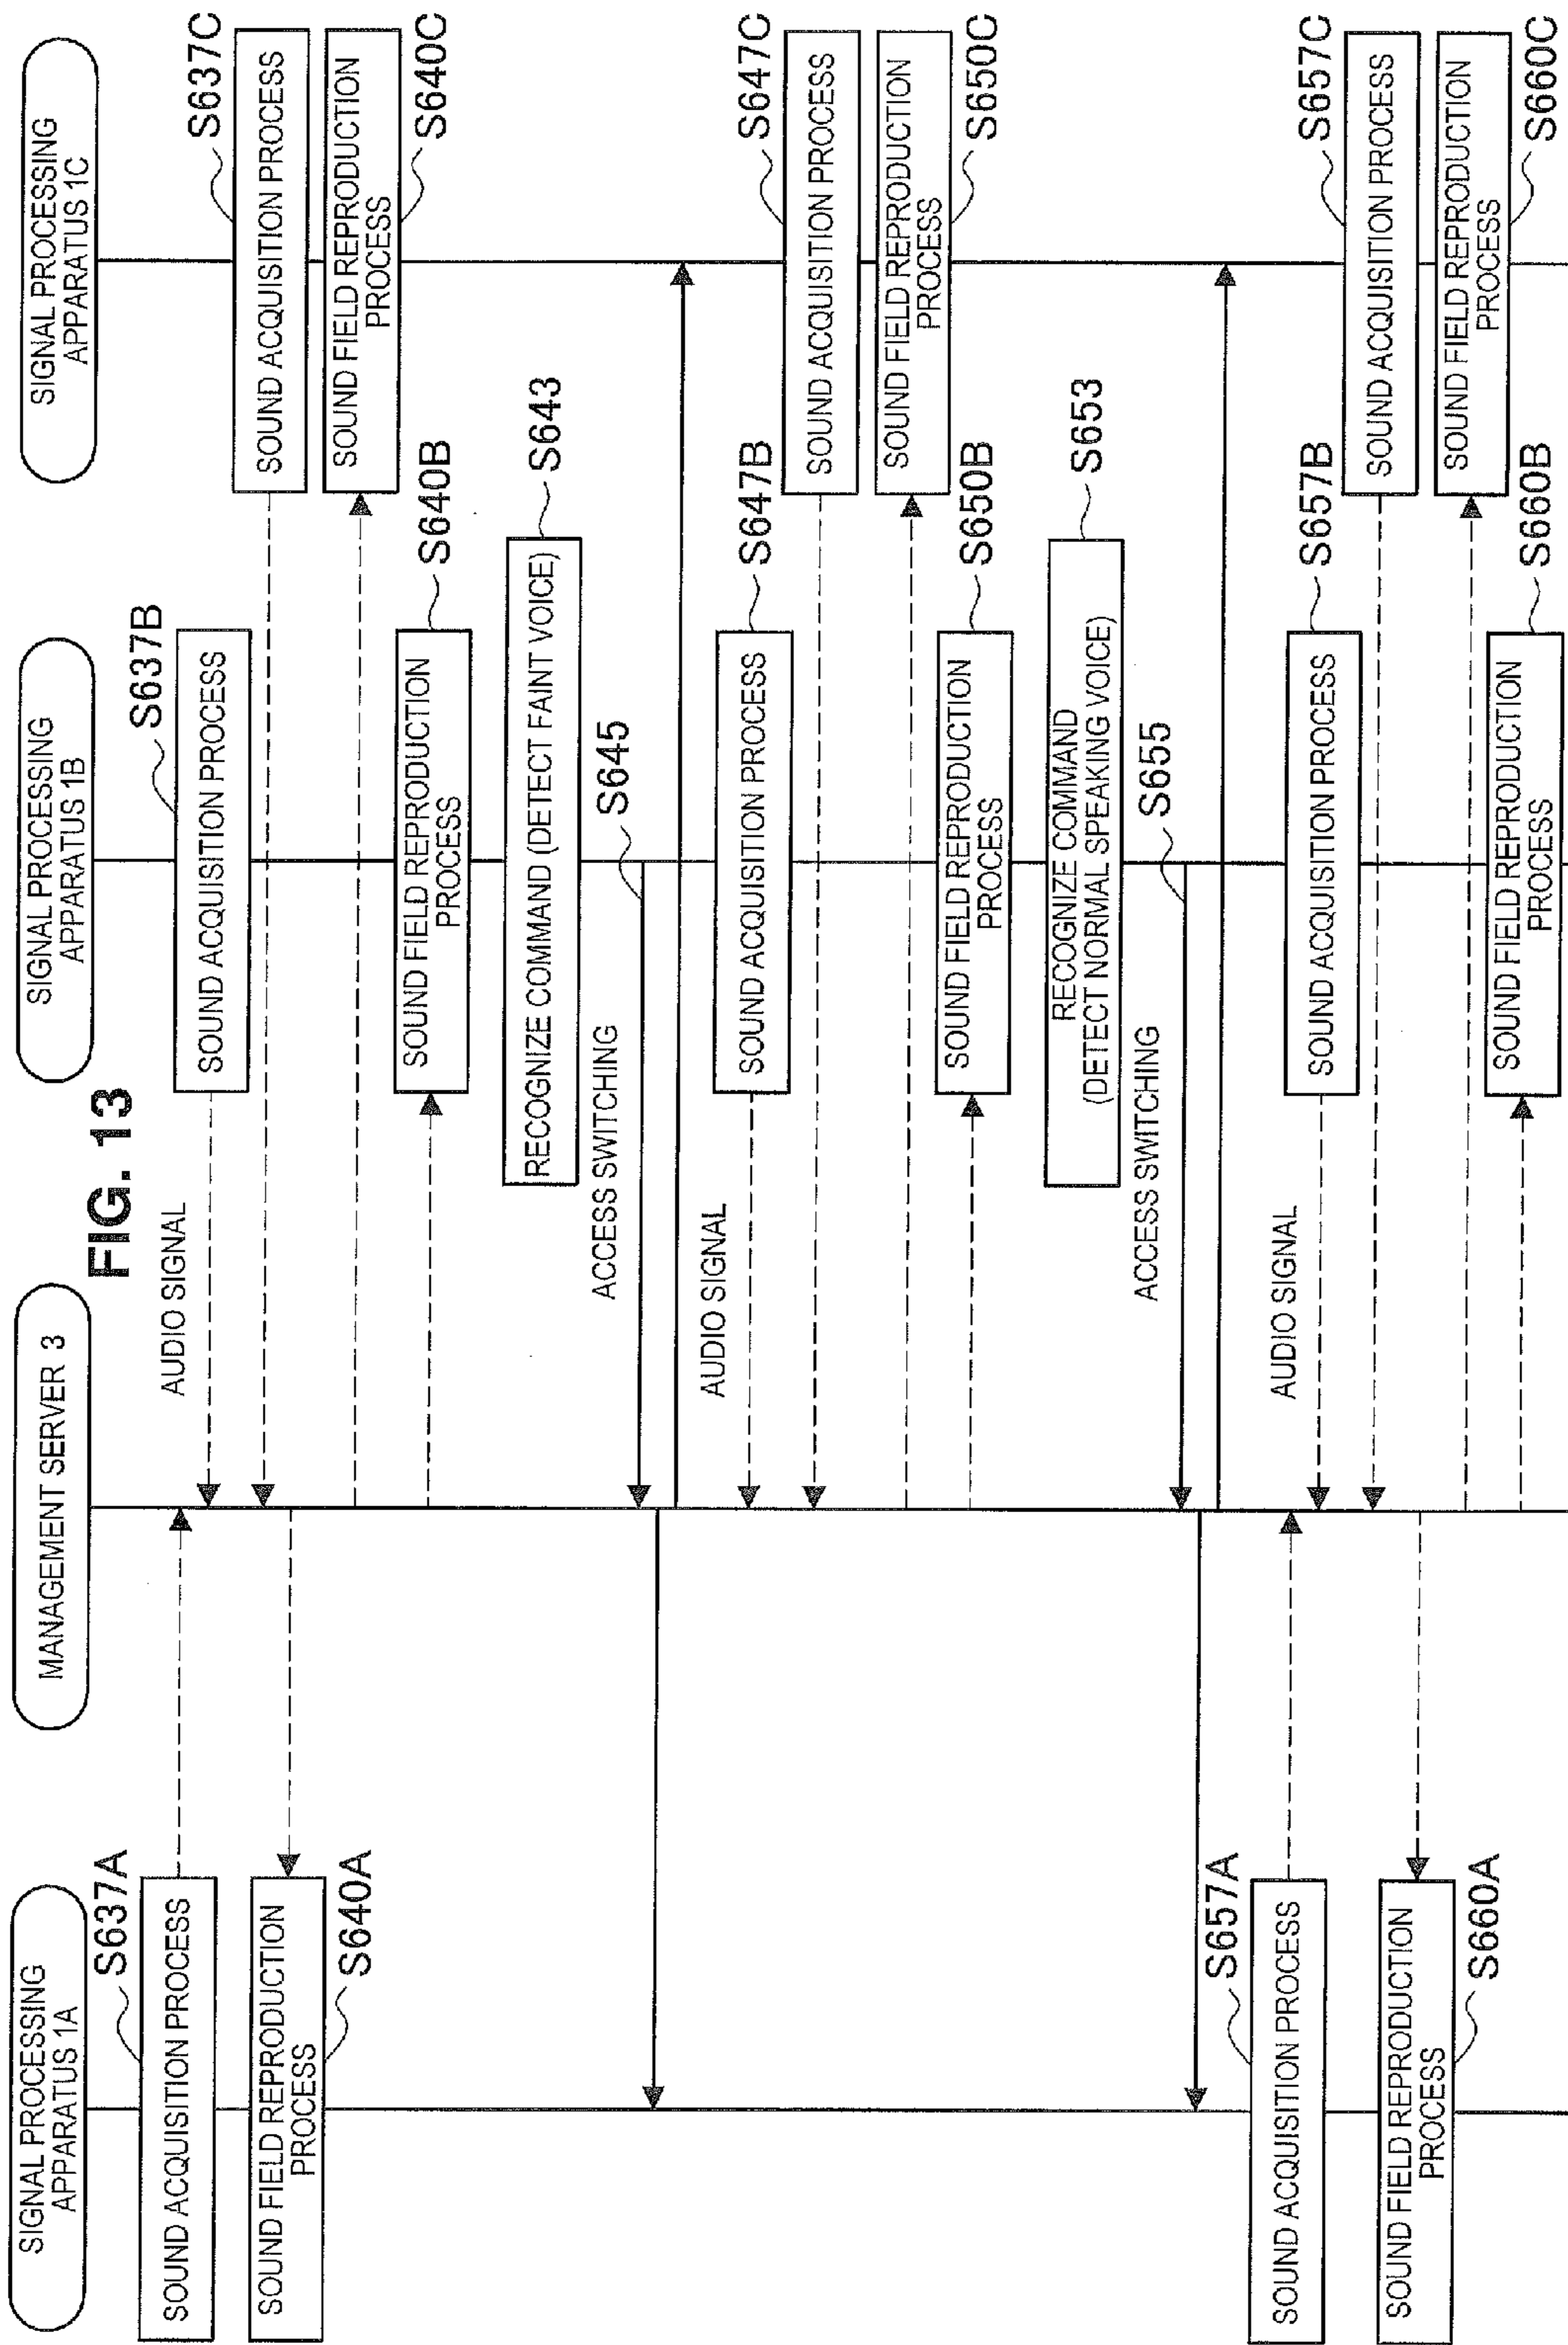 FIG. 13
SIGNAL PROCESSING
APPARATUS 1A
MANAGEMENT SERVER 3
SIGNAL PROCESSING
APPARATUS 1B
SIGNAL PROCESSING
APPARATUS 1C
S637A
SOUND ACQUISITION PROCESS
AUDIO SIGNAL
S637B
SOUND ACQUISITION PROCESS
S637C
SOUND ACQUISITION PROCESS
SOUND FIELD REPRODUCTION
PROCESS
S640A
SOUND FIELD REPRODUCTION
PROCESS
S640C
SOUND FIELD REPRODUCTION
PROCESS
S640B
RECOGNIZE COMMAND (DETECT FAINT VOICE)
S643
ACCESS SWITCHING
S645
AUDIO SIGNAL
SOUND ACQUISITION PROCESS
S647B
SOUND ACQUISITION PROCESS
S647C
SOUND FIELD REPRODUCTION
PROCESS
S650C
SOUND FIELD REPRODUCTION
PROCESS
S650B
RECOGNIZE COMMAND
(DETECT NORMAL SPEAKING VOICE)
S653
ACCESS SWITCHING
S655
S657A
SOUND ACQUISITION PROCESS
AUDIO SIGNAL
SOUND ACQUISITION PROCESS
S657B
SOUND ACQUISITION PROCESS
S657C
SOUND FIELD REPRODUCTION
PROCESS
S660A
SOUND FIELD REPRODUCTION
PROCESS
S660C
SOUND FIELD REPRODUCTION
PROCESS
S660B